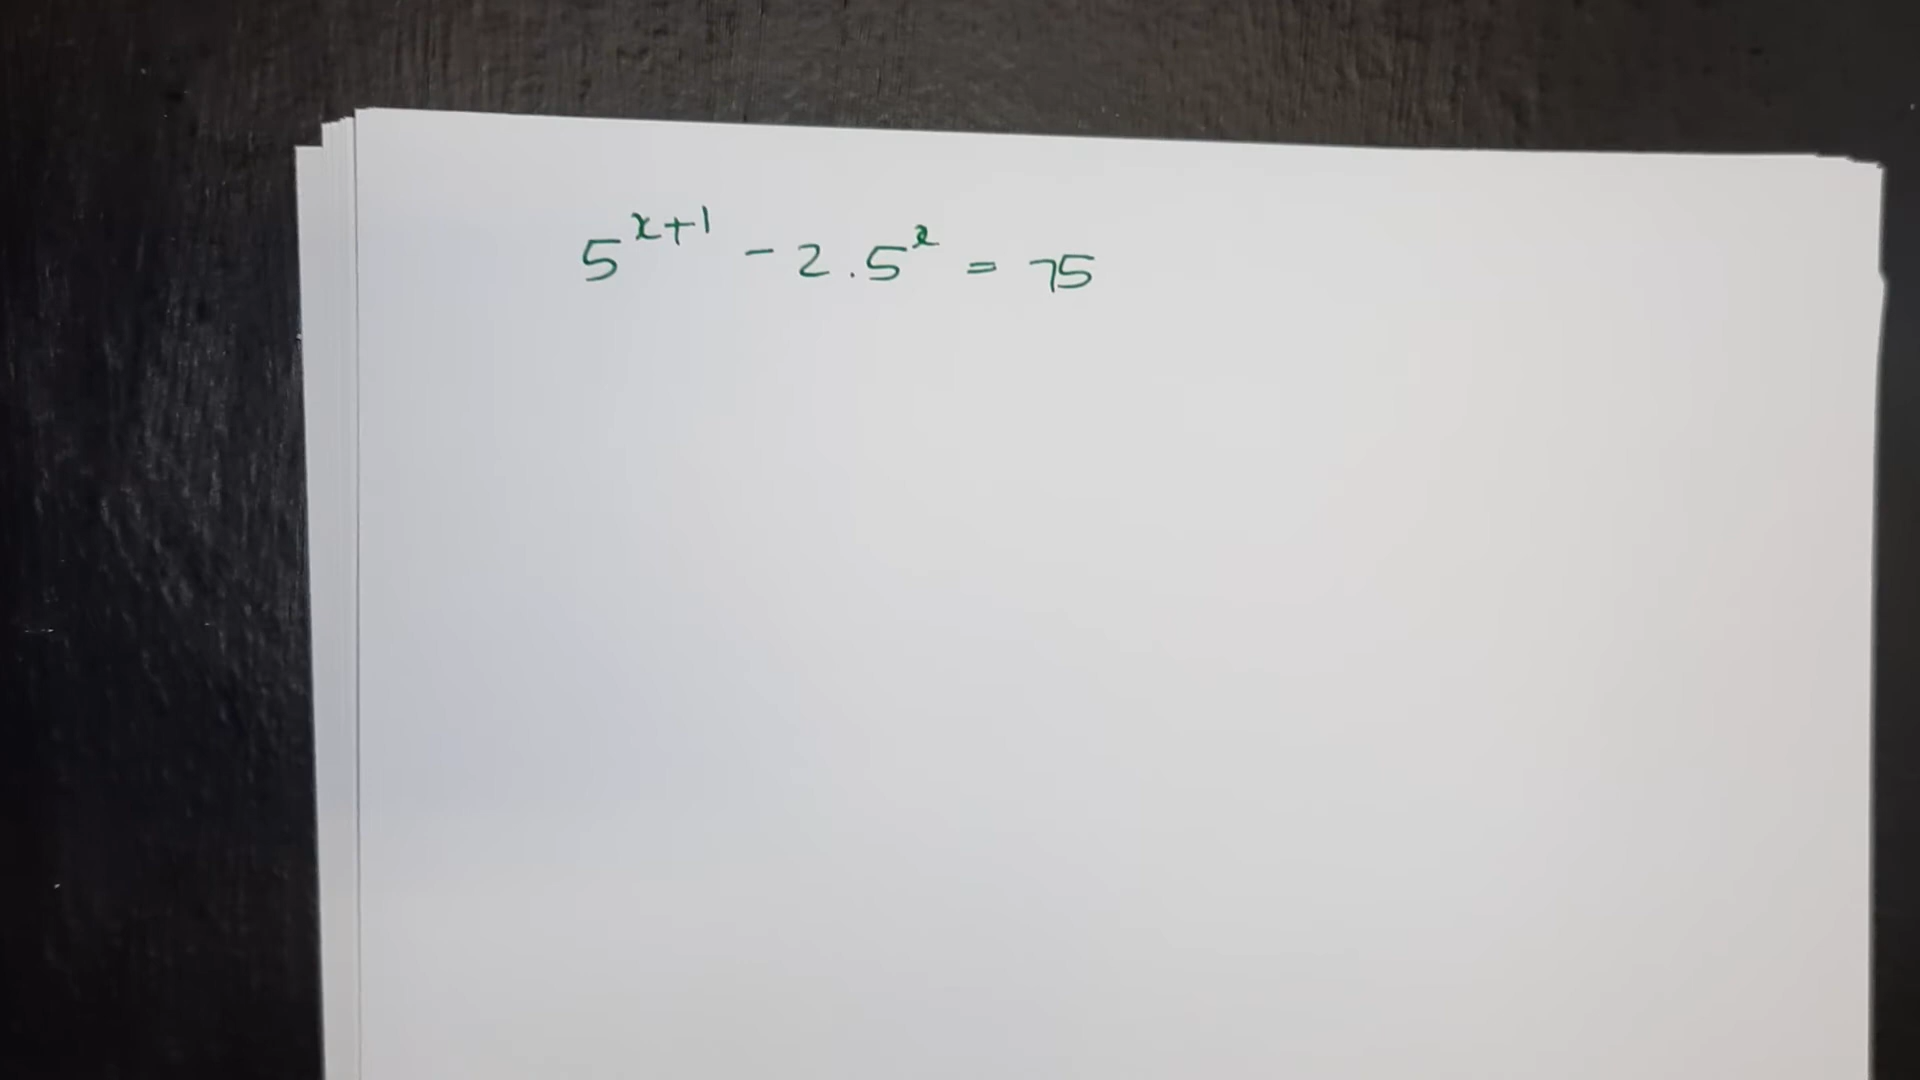 5^{x+1} - 2.5^{x} = 75